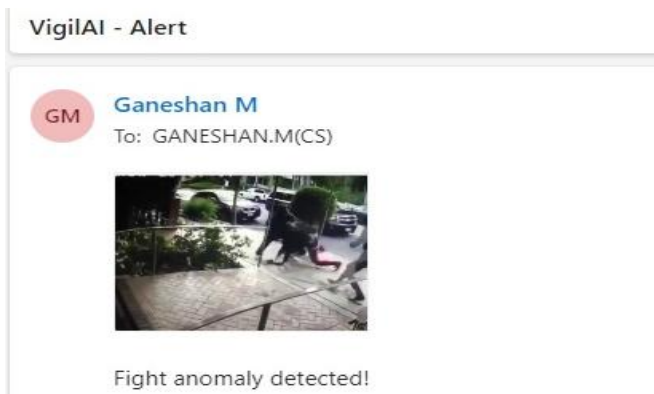 VigilAI - Alert
GM
Ganeshan M
To: GANESHAN.M(CS)
Fight anomaly detected!